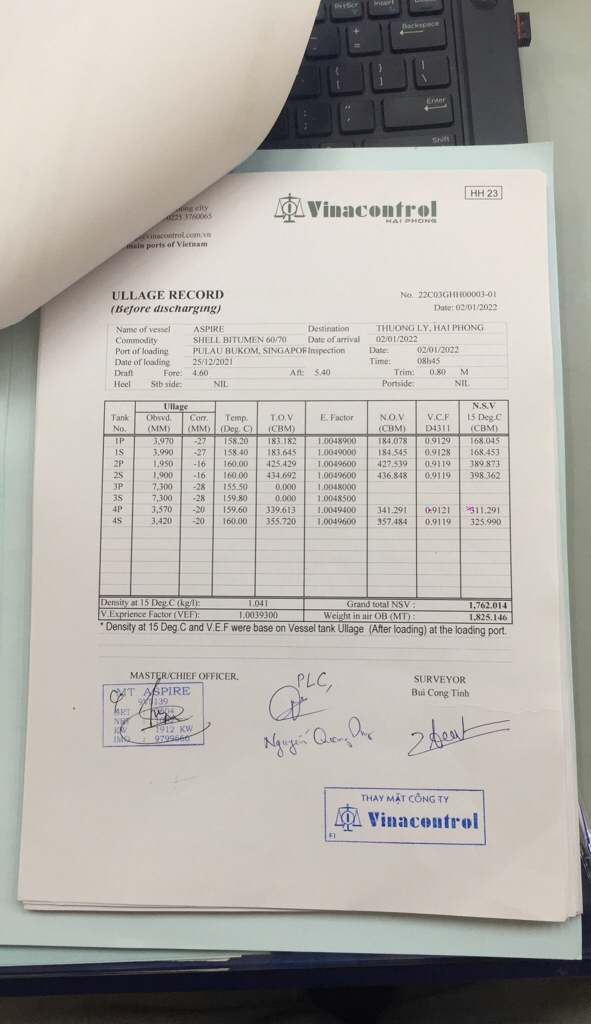 PrtScr Insert
Backspace
+
=
{ }
[ ]
|
\
Enter
Shift
HH 23
city
0225 3760065
vinacontrol.com.vn
main ports of Vietnam
Vinacontrol
HAI PHONG
ULLAGE RECORD No. 22C03GHH00003-01
(Before discharging) Date: 02/01/2022
Name of vessel ASPIRE Destination THUONG LY, HAI PHONG
Commodity SHELL BITUMEN 60/70 Date of arrival 02/01/2022
Port of loading PULAU BUKOM, SINGAPOR Inspection Date: 02/01/2022
Date of loading 25/12/2021 Time: 08h45
Draft Fore: 4.60 Aft: 5.40 Trim: 0.80 M
Heel Stb side: NIL Portside: NIL
Ullage N.S.V
Tank Obsvd. Corr. Temp. T.O.V E. Factor N.O.V V.C.F 15 Deg.C
No. (MM) (MM) (Deg. C) (CBM) (CBM) D4311 (CBM)
1P 3,970 -27 158.20 183.182 1.0048900 184.078 0.9129 168.045
1S 3,990 -27 158.40 183.645 1.0049000 184.545 0.9128 168.453
2P 1,950 -16 160.00 425.429 1.0049600 427.539 0.9119 389.873
2S 1,900 -16 160.00 434.692 1.0049600 436.848 0.9119 398.362
3P 7,300 -28 155.50 0.000 1.0048000
3S 7,300 -28 159.80 0.000 1.0048500
4P 3,570 -20 159.60 339.613 1.0049400 341.291 0.9121 311.291
4S 3,420 -20 160.00 355.720 1.0049600 357.484 0.9119 325.990
Density at 15 Deg.C (kg/l): 1.041 Grand total NSV : 1,762.014
V.Exprience Factor (VEF): 1.0039300 Weight in air OB (MT) : 1,825.146
* Density at 15 Deg.C and V.E.F were base on Vessel tank Ullage (After loading) at the loading port.
MASTER/CHIEF OFFICER, PLC, SURVEYOR
Bui Cong Tinh
MT ASPIRE
GRT
KW 1912 KW
IMO : 9799666
Nguyễn Quang
THAY MẶT CÔNG TY
Vinacontrol
FI